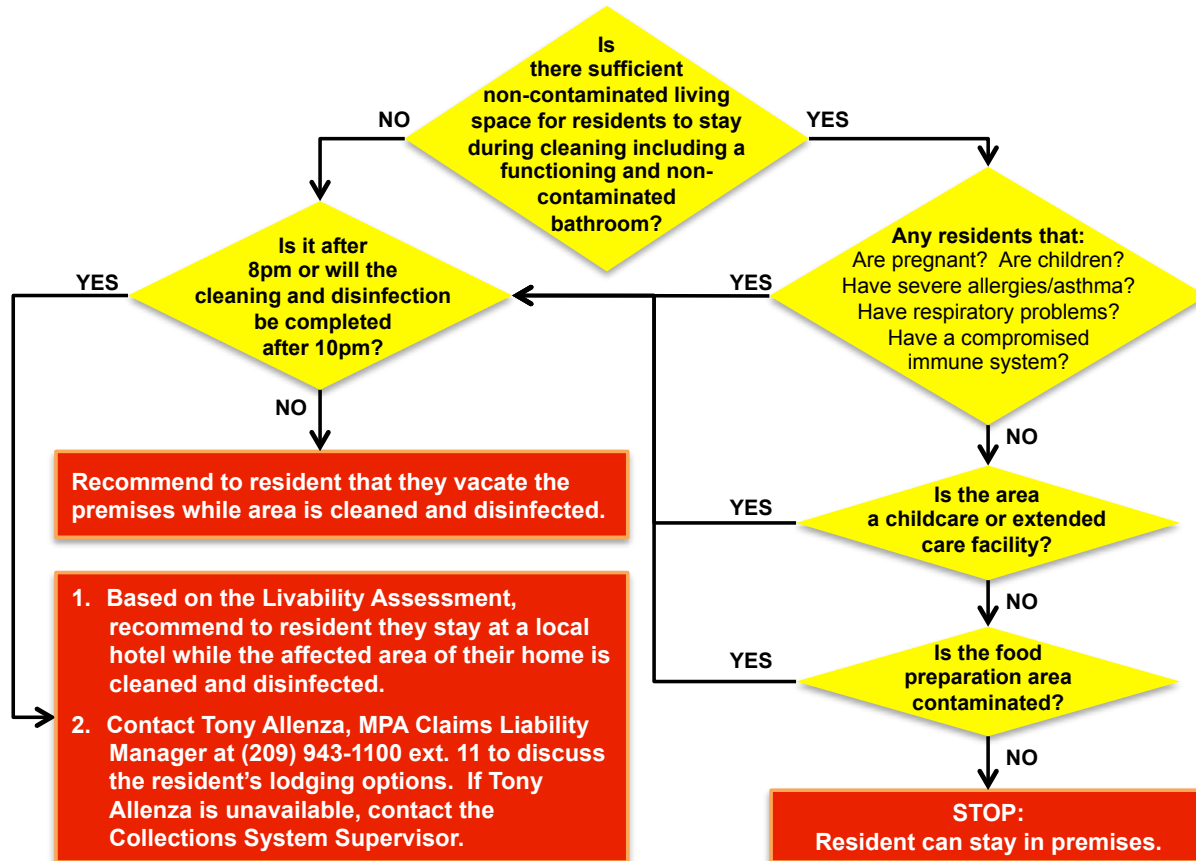 Is
there sufficient
non-contaminated living
space for residents to stay
during cleaning including a
functioning and non-
contaminated
bathroom?
NO
YES
Is it after
8pm or will the
cleaning and disinfection
be completed
after 10pm?
YES
NO
Any residents that:
Are pregnant?  Are children?
Have severe allergies/asthma?
Have respiratory problems?
Have a compromised
immune system?
YES
NO
Recommend to resident that they vacate the
premises while area is cleaned and disinfected.
Is the area
a childcare or extended
care facility?
YES
NO
1. Based on the Livability Assessment,
recommend to resident they stay at a local
hotel while the affected area of their home is
cleaned and disinfected.
2. Contact Tony Allenza, MPA Claims Liability
Manager at (209) 943-1100 ext. 11 to discuss
the resident's lodging options.  If Tony
Allenza is unavailable, contact the
Collections System Supervisor.
Is the food
preparation area
contaminated?
YES
NO
STOP:
Resident can stay in premises.